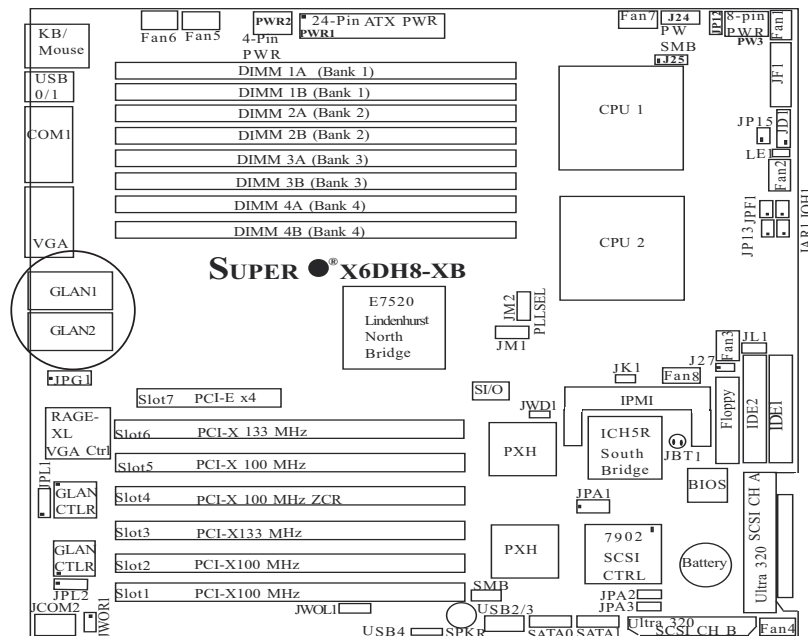 KB/
Mouse
Fan6
Fan5
PWR2
4-Pin
PWR
24-Pin ATX PWR
PWR1
Fan7
J24
PW
SMB
J25
JP12
8-pin
PWR
PW3
Fan1
USB
0/1
DIMM 1A (Bank 1)
DIMM 1B (Bank 1)
DIMM 2A (Bank 2)
DIMM 2B (Bank 2)
DIMM 3A (Bank 3)
DIMM 3B (Bank 3)
DIMM 4A (Bank 4)
DIMM 4B (Bank 4)
CPU 1
JF1
COM1
JP15
JD1
LE1
Fan2
CPU 2
JPF1
JOH1
JP13
JAR1
VGA
SUPER ●® X6DH8-XB
GLAN1
GLAN2
E7520
Lindenhurst
North
Bridge
JM2
PLLSEL
JM1
Fan3
JL1
J27
JK1
Fan8
JPG1
Slot7 PCI-E x4
SI/O
IPMI
JWD1
Floppy
IDE2
IDE1
RAGE-
XL
VGA Ctrl
Slot6 PCI-X 133 MHz
PXH
ICH5R
South
Bridge
JBT1
Slot5 PCI-X 100 MHz
BIOS
JPL1
GLAN
CTLR
Slot4 PCI-X 100 MHz ZCR
JPA1
Ultra 320 SCSI CH A
Slot3 PCI-X133 MHz
GLAN
CTLR
Slot2 PCI-X100 MHz
PXH
7902
SCSI
CTRL
Battery
JPL2
Slot1 PCI-X100 MHz
SMB
JPA2
JPA3
JCOM2
JWOR1
JWOL1
USB4
SPKR
USB2/3
SATA0
SATA1
Ultra 320
SCSI CH B
Fan4